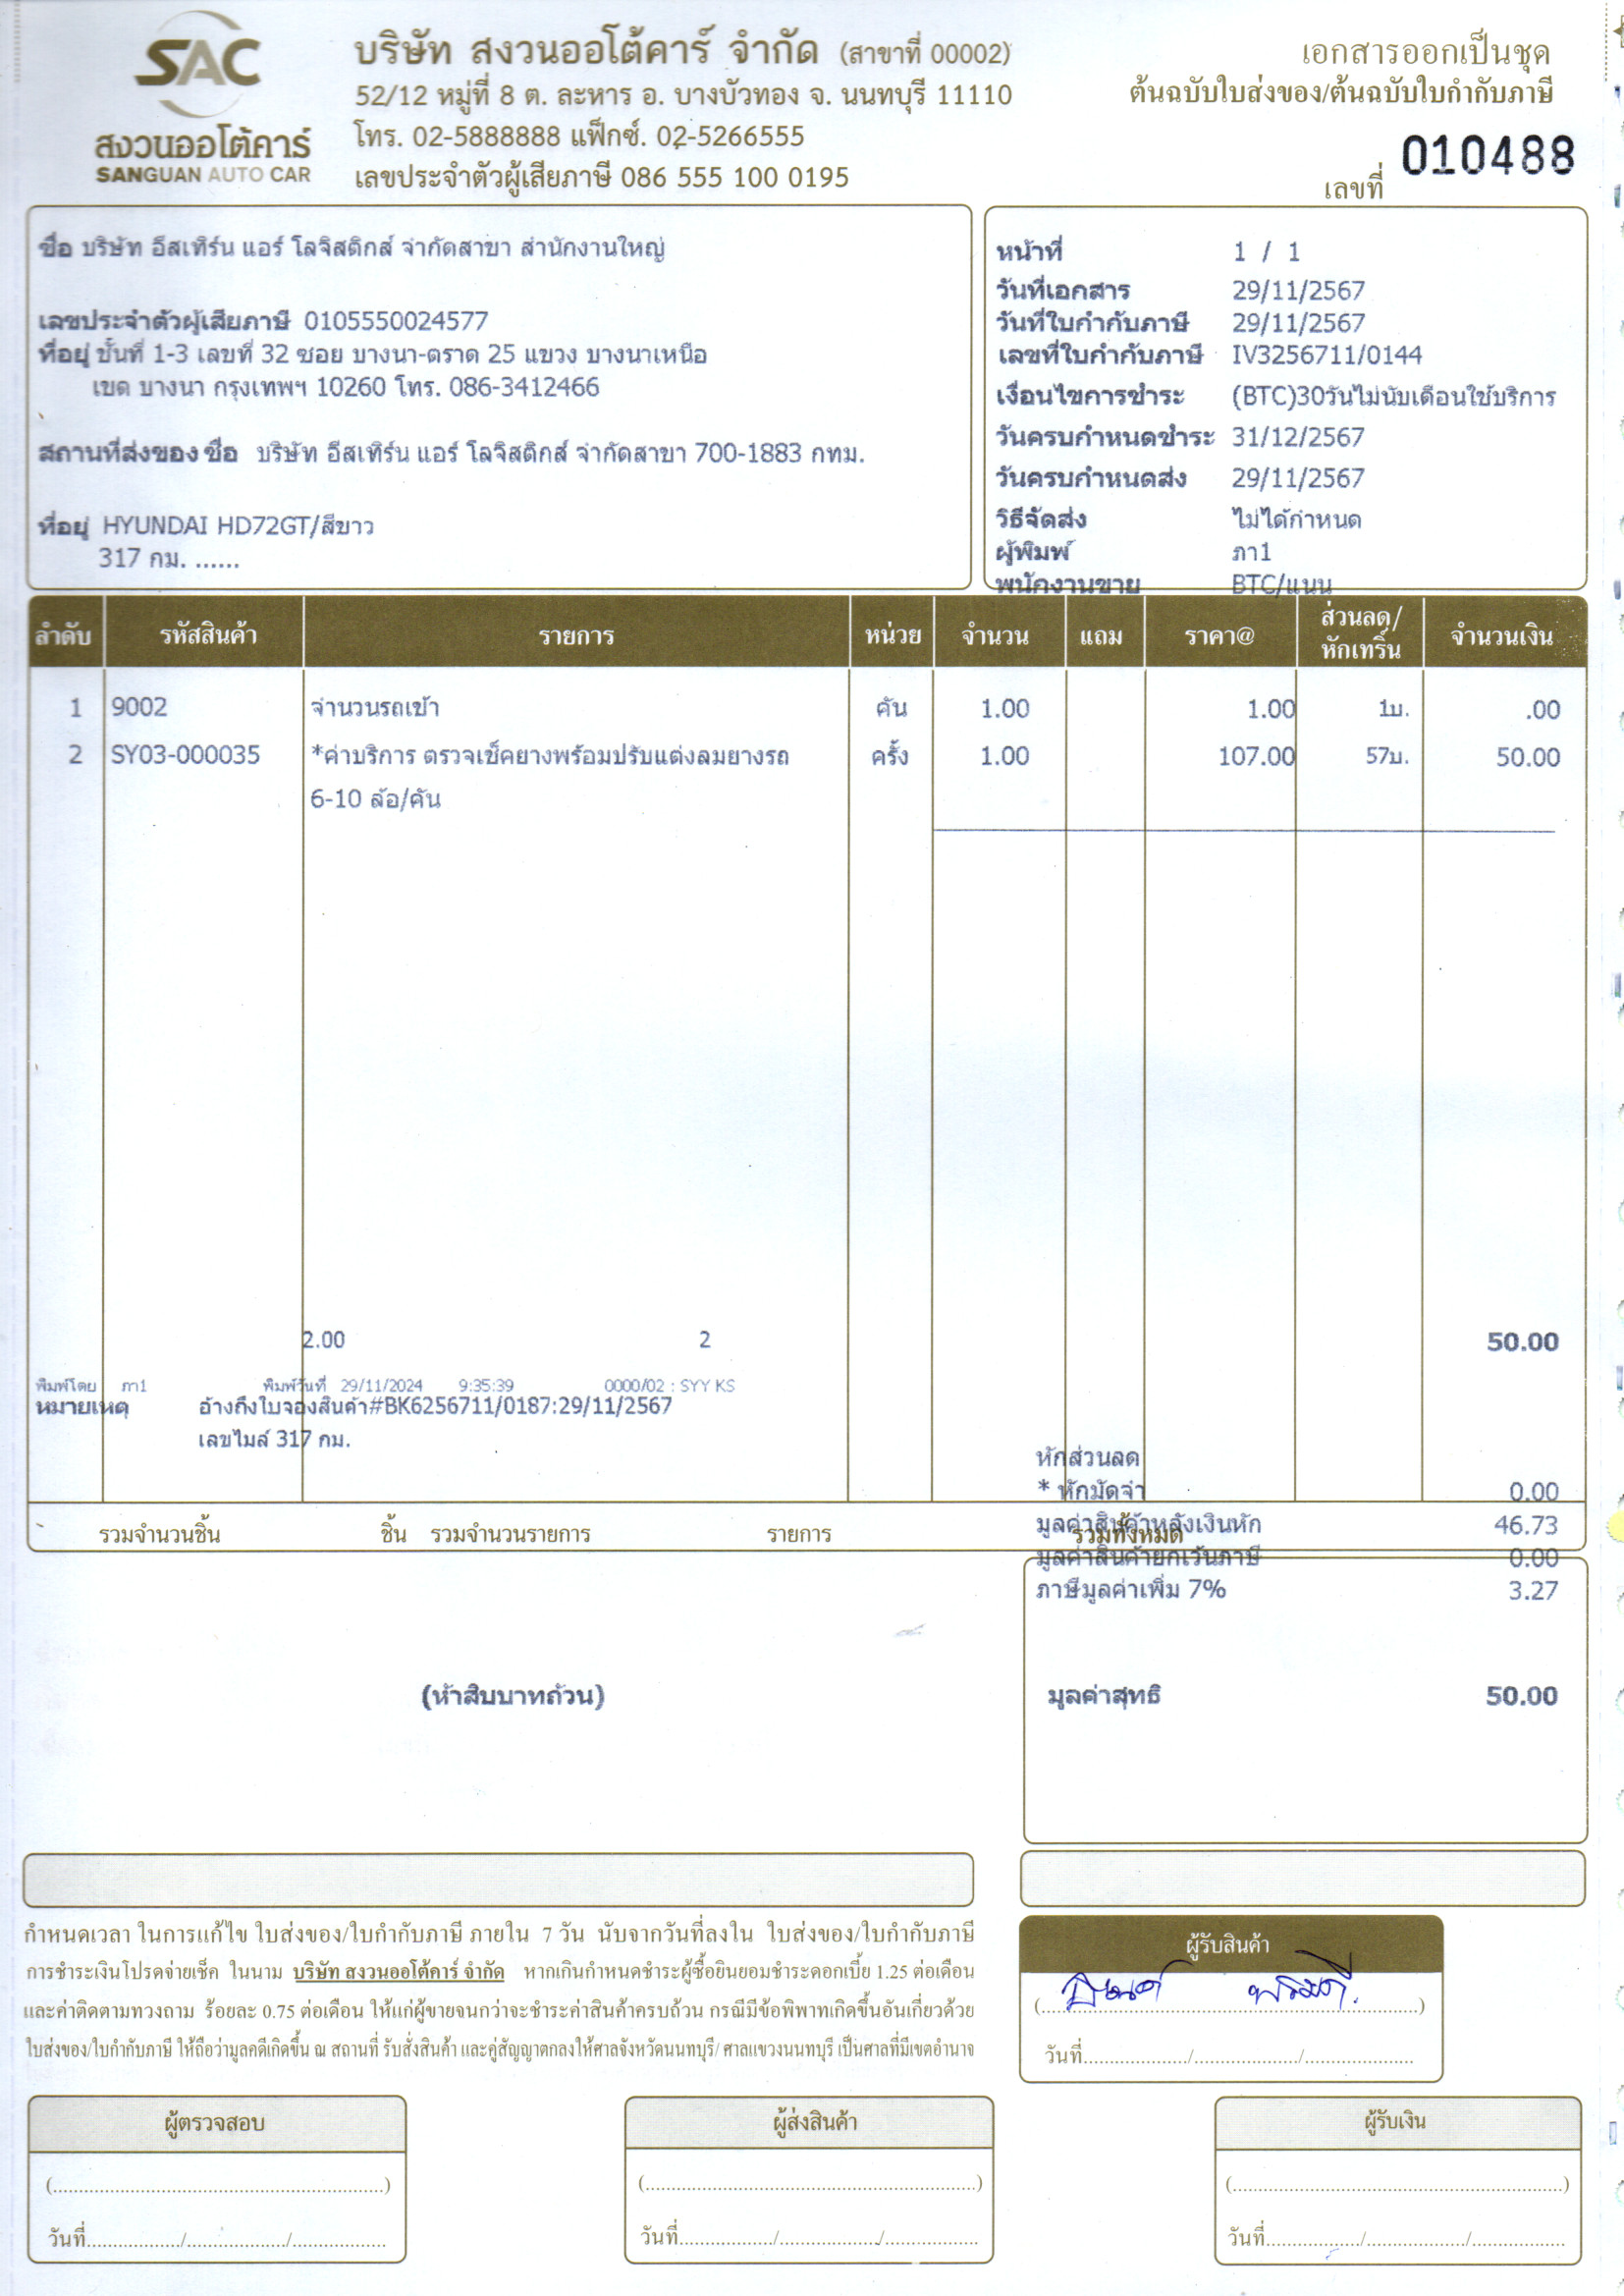 SAC
สงวนออโต้คาร์
SANGUAN AUTO CAR
บริษัท สงวนออโต้คาร์ จำกัด (สาขาที่ 00002)
52/12 หมู่ที่ 8 ต. ละหาร อ. บางบัวทอง จ. นนทบุรี 11110
โทร. 02-5888888 แฟ็กซ์. 02-5266555
เลขประจำตัวผู้เสียภาษี 086 555 100 0195
เอกสารออกเป็นชุด
ต้นฉบับใบส่งของ/ต้นฉบับใบกำกับภาษี
เลขที่ 010488
ชื่อ บริษัท อีสเทิร์น แอร์ โลจิสติกส์ จำกัดสาขา สำนักงานใหญ่
เลขประจำตัวผู้เสียภาษี 0105550024577
ที่อยู่ ชั้นที่ 1-3 เลขที่ 32 ซอย บางนา-ตราด 25 แขวง บางนาเหนือ
เขต บางนา กรุงเทพฯ 10260 โทร. 086-3412466
สถานที่ส่งของ ชื่อ บริษัท อีสเทิร์น แอร์ โลจิสติกส์ จำกัดสาขา 700-1883 กทม.
ที่อยู่ HYUNDAI HD72GT/สีขาว
317 กม. ......
หน้าที่ 1 / 1
วันที่เอกสาร 29/11/2567
วันที่ใบกำกับภาษี 29/11/2567
เลขที่ใบกำกับภาษี IV3256711/0144
เงื่อนไขการชำระ (BTC)30วันไม่นับเดือนใช้บริการ
วันครบกำหนดชำระ 31/12/2567
วันครบกำหนดส่ง 29/11/2567
วิธีจัดส่ง ไม่ได้กำหนด
ผู้พิมพ์ ภา1
พนักงานขาย BTC/แนน
ลำดับ รหัสสินค้า รายการ หน่วย จำนวน แถม ราคา@ ส่วนลด/หักเทริ์น จำนวนเงิน
1 9002 จำนวนรถเข้า คัน 1.00 1.00 1บ. .00
2 SY03-000035 *ค่าบริการ ตรวจเช็คยางพร้อมปรับแต่งลมยางรถ ครั้ง 1.00 107.00 57บ. 50.00
6-10 ล้อ/คัน
2.00 2 50.00
พิมพ์โดย ภา1 พิมพ์วันที่ 29/11/2024 9:35:39 0000/02 : SYY KS
หมายเหตุ อ้างถึงใบจองสินค้า#BK6256711/0187:29/11/2567
เลขไมล์ 317 กม.
หักส่วนลด
* หักมัดจำ 0.00
มูลค่าสินค้าหลังเงินหัก 46.73
รวมจำนวนชิ้น ชิ้น รวมจำนวนรายการ รายการ รวมทั้งหมด
มูลค่าสินค้ายกเว้นภาษี 0.00
ภาษีมูลค่าเพิ่ม 7% 3.27
(ห้าสิบบาทถ้วน) มูลค่าสุทธิ 50.00
กำหนดเวลา ในการแก้ไข ใบส่งของ/ใบกำกับภาษี ภายใน 7 วัน นับจากวันที่ลงใน ใบส่งของ/ใบกำกับภาษี
การชำระเงินโปรดจ่ายเช็ค ในนาม บริษัท สงวนออโต้คาร์ จำกัด หากเกินกำหนดชำระผู้ซื้อยินยอมชำระดอกเบี้ย 1.25 ต่อเดือน
และค่าติดตามทวงถาม ร้อยละ 0.75 ต่อเดือน ให้แก่ผู้ขายจนกว่าจะชำระค่าสินค้าครบถ้วน กรณีมีข้อพิพาทเกิดขึ้นอันเกี่ยวด้วย
ใบส่งของ/ใบกำกับภาษี ให้ถือว่ามูลคดีเกิดขึ้น ณ สถานที่ รับสั่งสินค้า และคู่สัญญาตกลงให้ศาลจังหวัดนนทบุรี/ ศาลแขวงนนทบุรี เป็นศาลที่มีเขตอำนาจ
ผู้รับสินค้า
วันที่............/............/............
ผู้ตรวจสอบ ผู้ส่งสินค้า ผู้รับเงิน
(............) (............) (............)
วันที่............/............/............ วันที่............/............/............ วันที่............/............/............